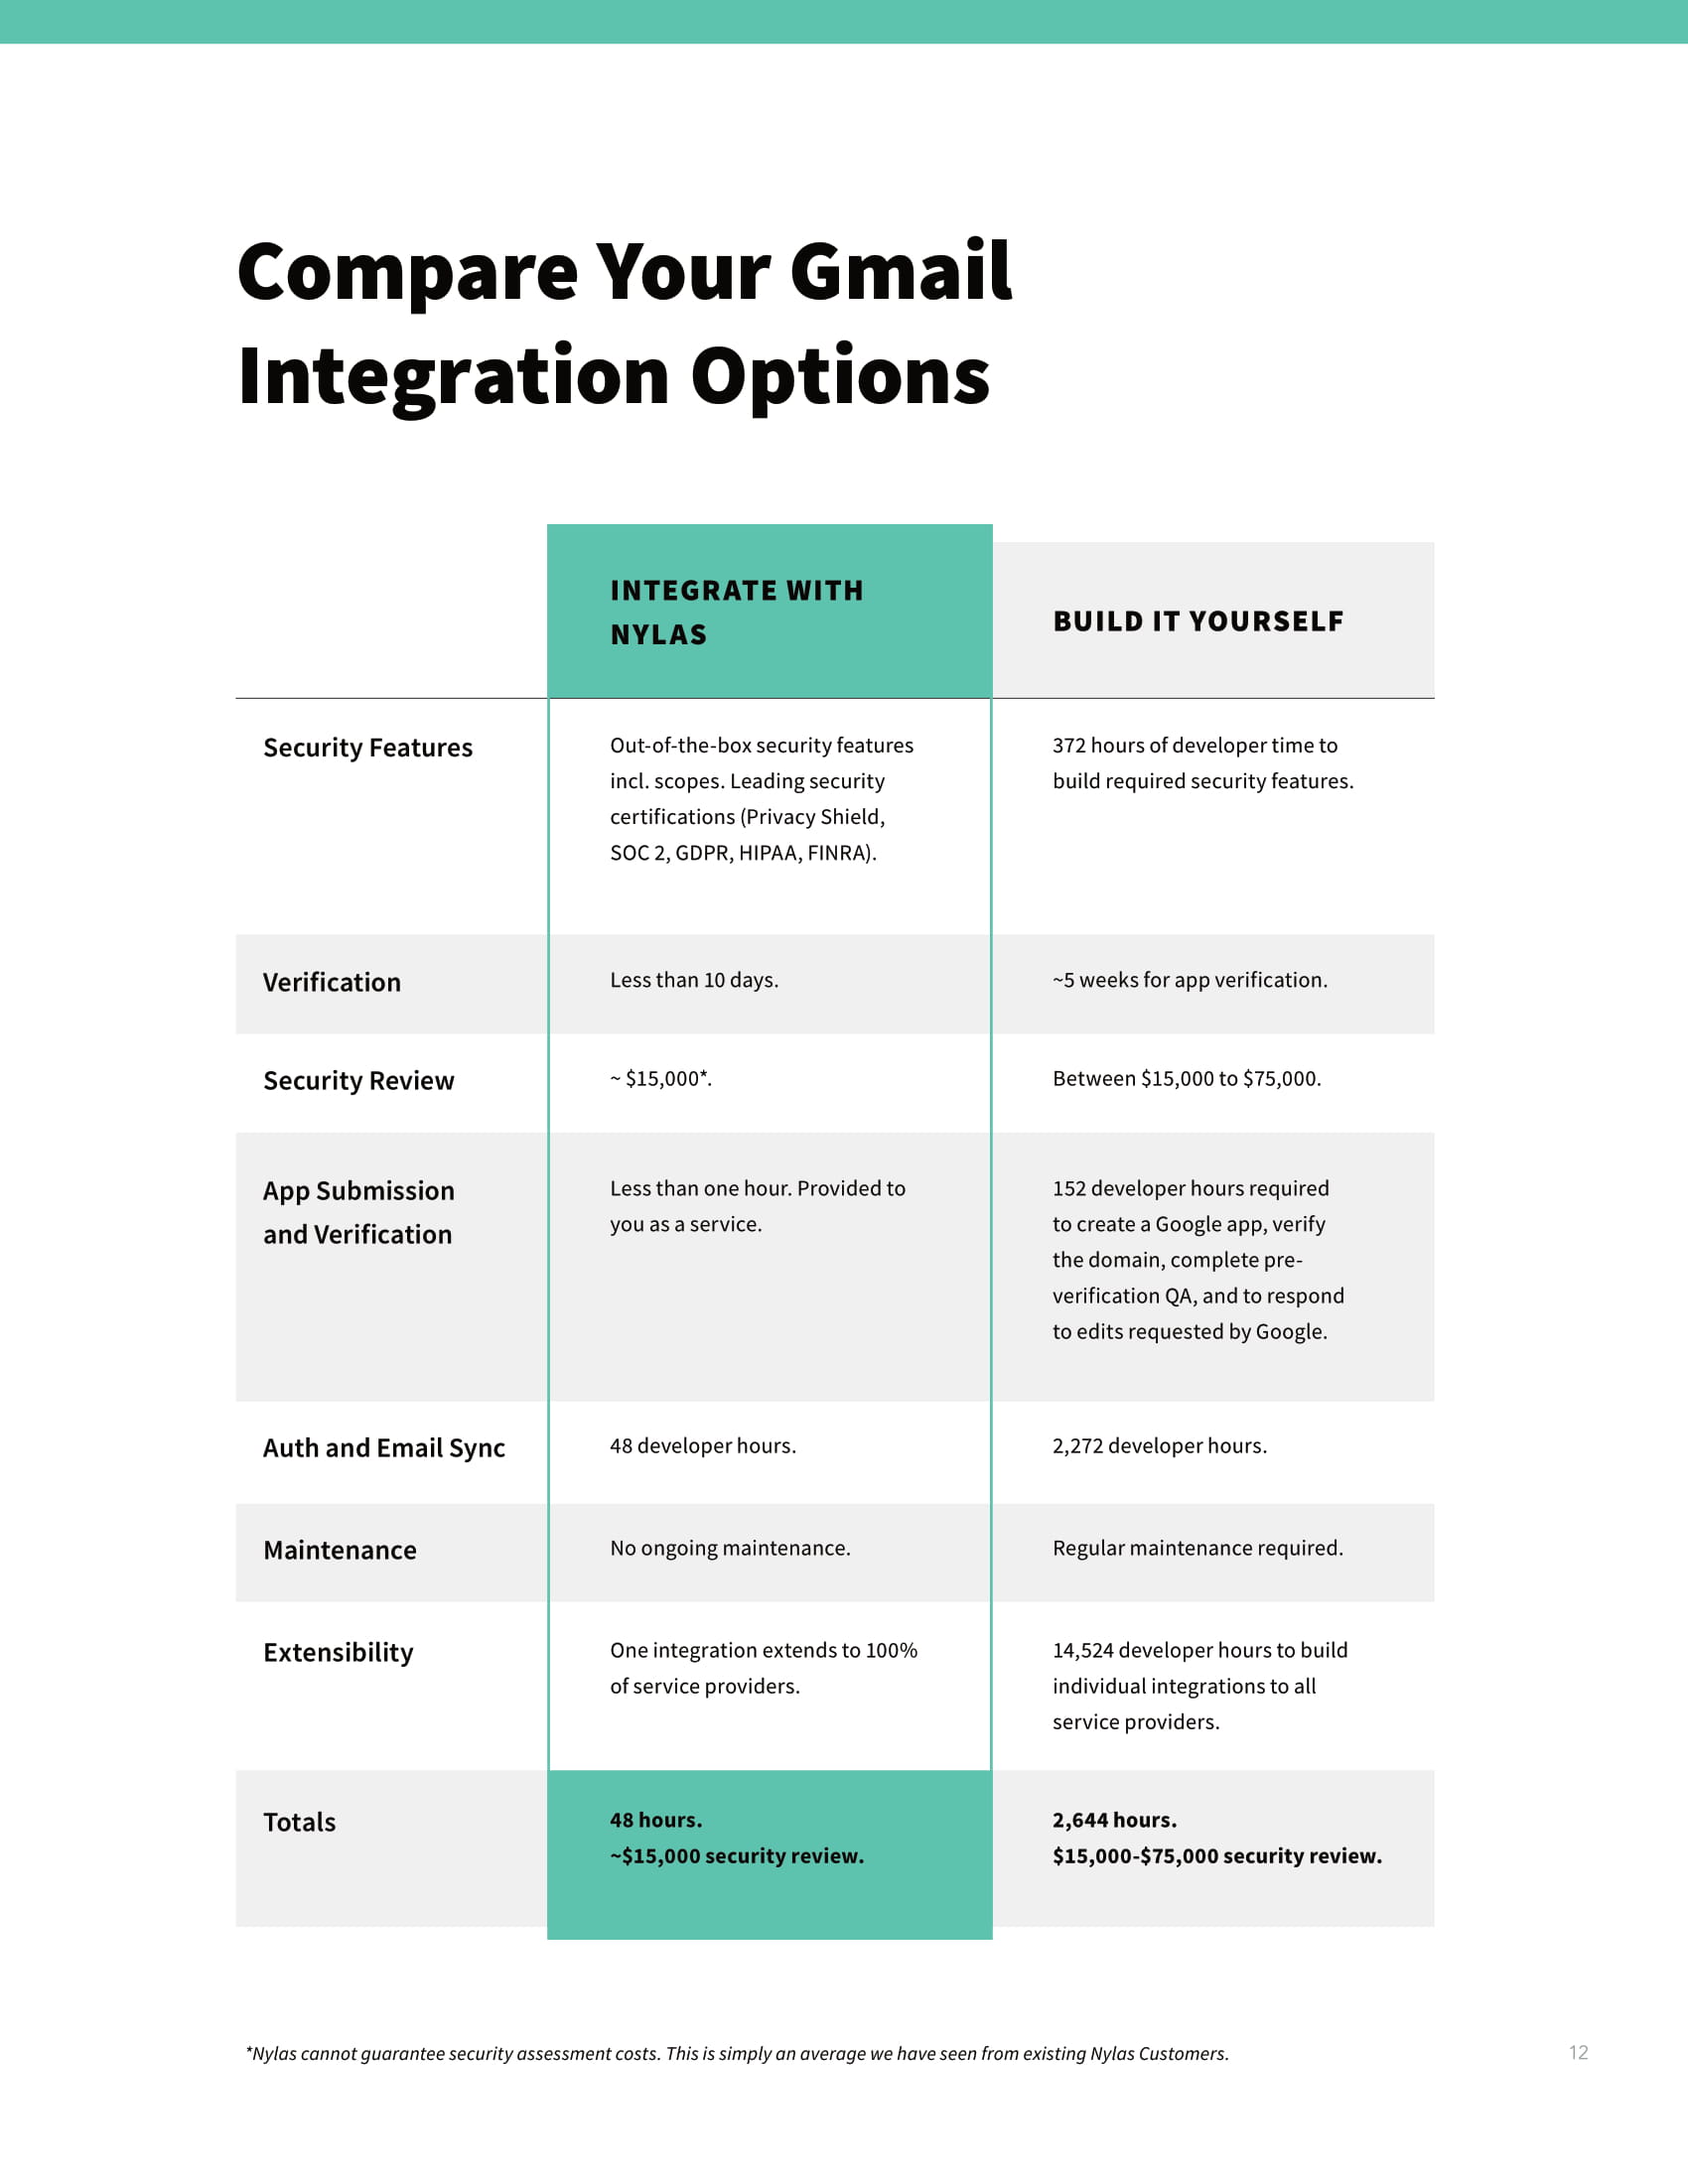 Compare Your Gmail
Integration Options
INTEGRATE WITH
NYLAS
BUILD IT YOURSELF
Security Features
Out-of-the-box security features
incl. scopes. Leading security
certifications (Privacy Shield,
SOC 2, GDPR, HIPAA, FINRA).
372 hours of developer time to
build required security features.
Verification
Less than 10 days.
~5 weeks for app verification.
Security Review
~ $15,000*.
Between $15,000 to $75,000.
App Submission
and Verification
Less than one hour. Provided to
you as a service.
152 developer hours required
to create a Google app, verify
the domain, complete pre-
verification QA, and to respond
to edits requested by Google.
Auth and Email Sync
48 developer hours.
2,272 developer hours.
Maintenance
No ongoing maintenance.
Regular maintenance required.
Extensibility
One integration extends to 100%
of service providers.
14,524 developer hours to build
individual integrations to all
service providers.
Totals
48 hours.
~$15,000 security review.
2,644 hours.
$15,000-$75,000 security review.
*Nylas cannot guarantee security assessment costs. This is simply an average we have seen from existing Nylas Customers.
12